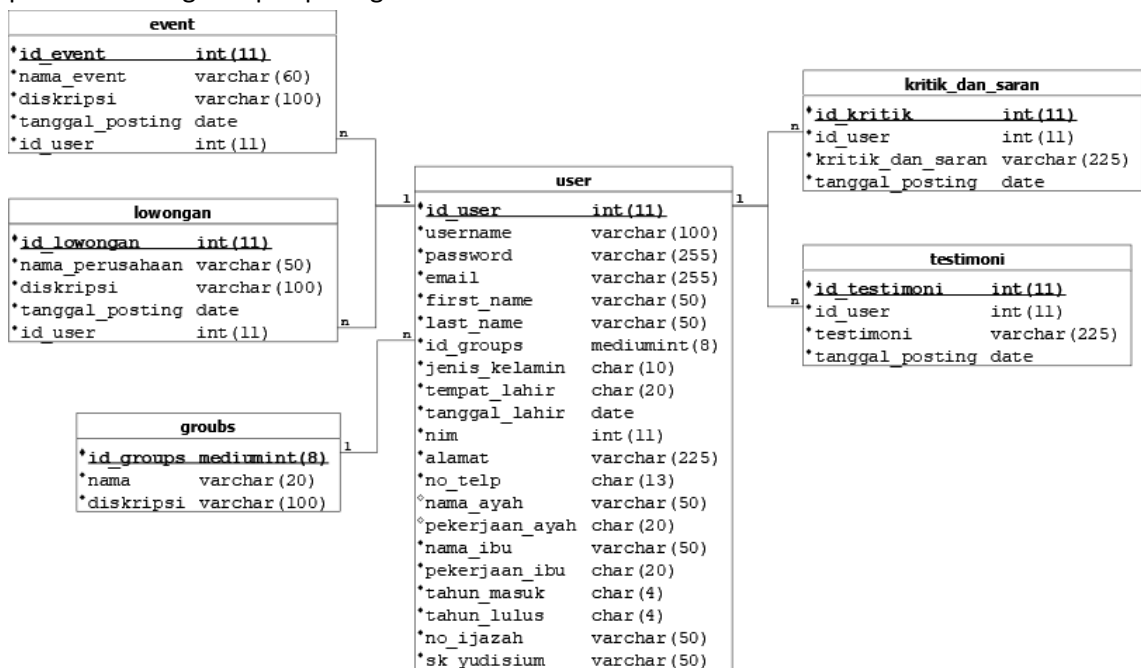 event
*id_event int(11)
*nama_event varchar(60)
*diskripsi varchar(100)
*tanggal_posting date
*id_user int(11)
n
lowongan
*id_lowongan int(11)
*nama_perusahaan varchar(50)
*diskripsi varchar(100)
*tanggal_posting date
*id_user int(11)
n
groubs
*id_groups mediumint(8)
*nama varchar(20)
*diskripsi varchar(100)
1
user
1
1
n
*id_user int(11)
*username varchar(100)
*password varchar(255)
*email varchar(255)
*first_name varchar(50)
*last_name varchar(50)
*id_groups mediumint(8)
*jenis_kelamin char(10)
*tempat_lahir char(20)
*tanggal_lahir date
*nim int(11)
*alamat varchar(225)
*no_telp char(13)
◇nama_ayah varchar(50)
◇pekerjaan_ayah char(20)
*nama_ibu varchar(50)
*pekerjaan_ibu char(20)
*tahun_masuk char(4)
*tahun_lulus char(4)
*no_ijazah varchar(50)
*sk_yudisium varchar(50)
kritik_dan_saran
n
*id_kritik int(11)
*id_user int(11)
*kritik_dan_saran varchar(225)
*tanggal_posting date
testimoni
n
*id_testimoni int(11)
*id_user int(11)
*testimoni varchar(225)
*tanggal_posting date